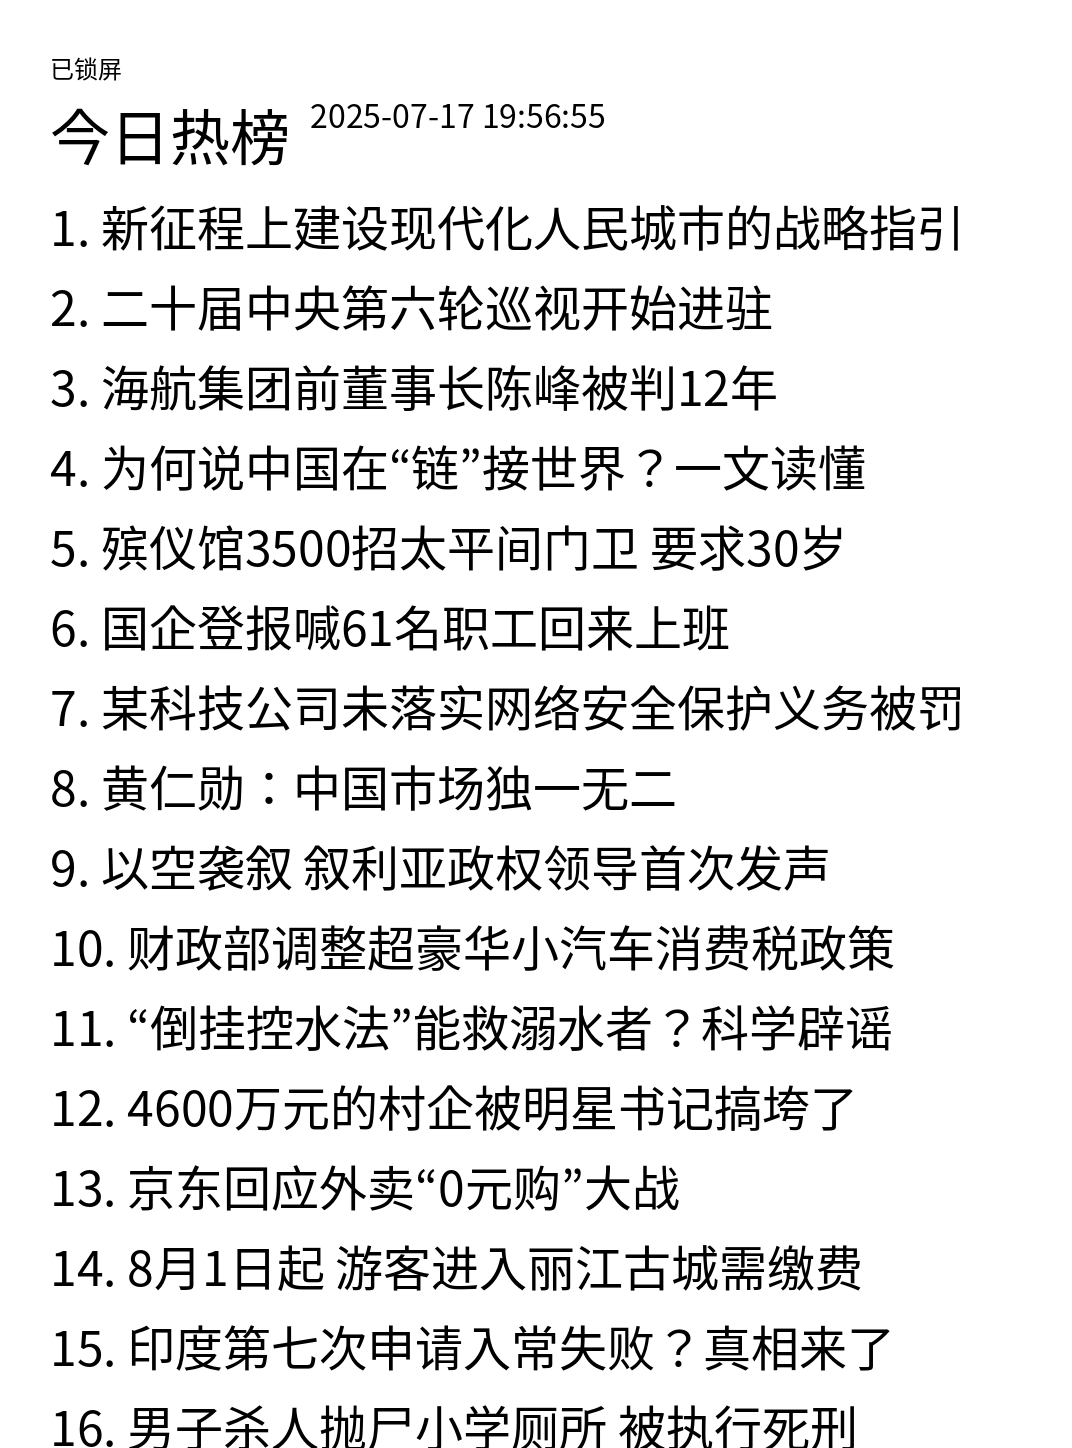 已锁屏
今日热榜 2025-07-17 19:56:55
1. 新征程上建设现代化人民城市的战略指引
2. 二十届中央第六轮巡视开始进驻
3. 海航集团前董事长陈峰被判12年
4. 为何说中国在“链”接世界？一文读懂
5. 殡仪馆3500招太平间门卫 要求30岁
6. 国企登报喊61名职工回来上班
7. 某科技公司未落实网络安全保护义务被罚
8. 黄仁勋：中国市场独一无二
9. 以空袭叙 叙利亚政权领导首次发声
10. 财政部调整超豪华小汽车消费税政策
11. “倒挂控水法”能救溺水者？科学辟谣
12. 4600万元的村企被明星书记搞垮了
13. 京东回应外卖“0元购”大战
14. 8月1日起 游客进入丽江古城需缴费
15. 印度第七次申请入常失败？真相来了
16. 男子杀人抛尸小学厕所 被执行死刑